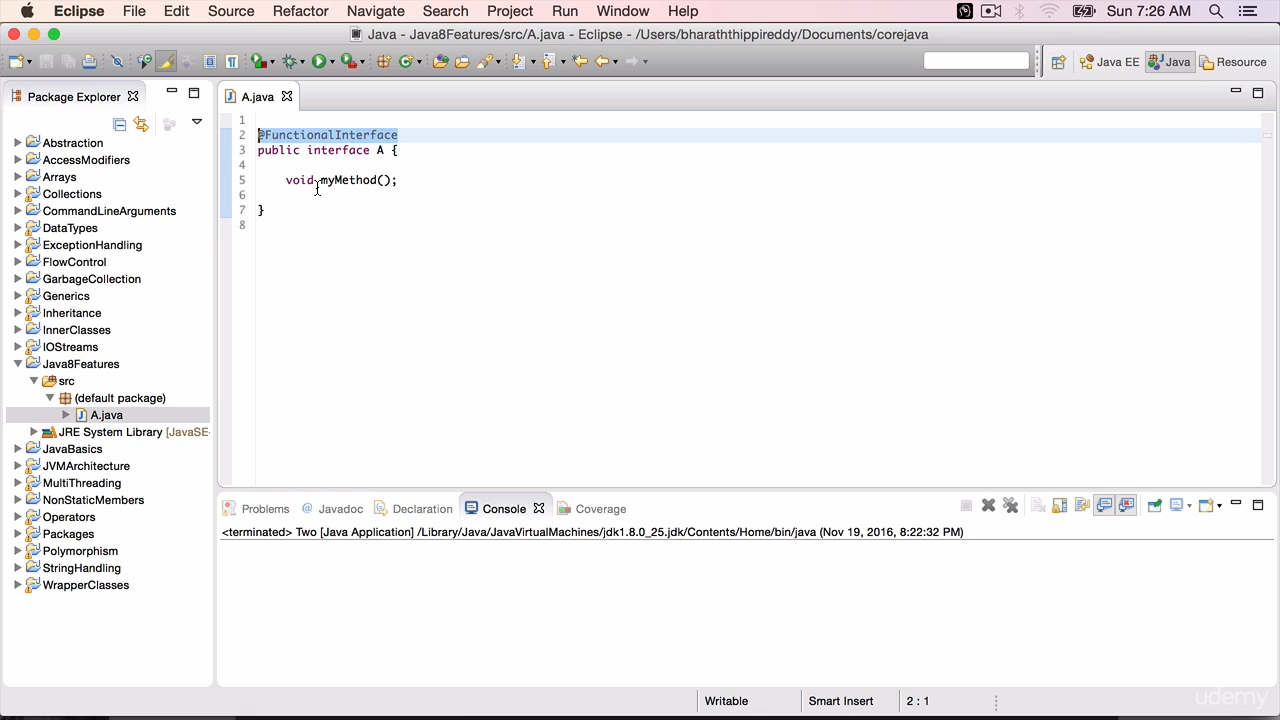 Eclipse File Edit Source Refactor Navigate Search Project Run Window Help Sun 7:26 AM
Java - Java8Features/src/A.java - Eclipse - /Users/bharaththippireddy/Documents/corejava
Java EE Java Resource
Package Explorer
A.java
Abstraction
AccessModifiers
Arrays
Collections
CommandLineArguments
DataTypes
ExceptionHandling
FlowControl
GarbageCollection
Generics
Inheritance
InnerClasses
IOStreams
Java8Features
src
(default package)
A.java
JRE System Library [JavaSE-
JavaBasics
JVMArchitecture
MultiThreading
NonStaticMembers
Operators
Packages
Polymorphism
StringHandling
WrapperClasses
1
2 @FunctionalInterface
3 public interface A {
4
5 void myMethod();
6
7 }
8
Problems @ Javadoc Declaration Console Coverage
<terminated> Two [Java Application] /Library/Java/JavaVirtualMachines/jdk1.8.0_25.jdk/Contents/Home/bin/java (Nov 19, 2016, 8:22:32 PM)
Writable Smart Insert 2 : 1
udemy